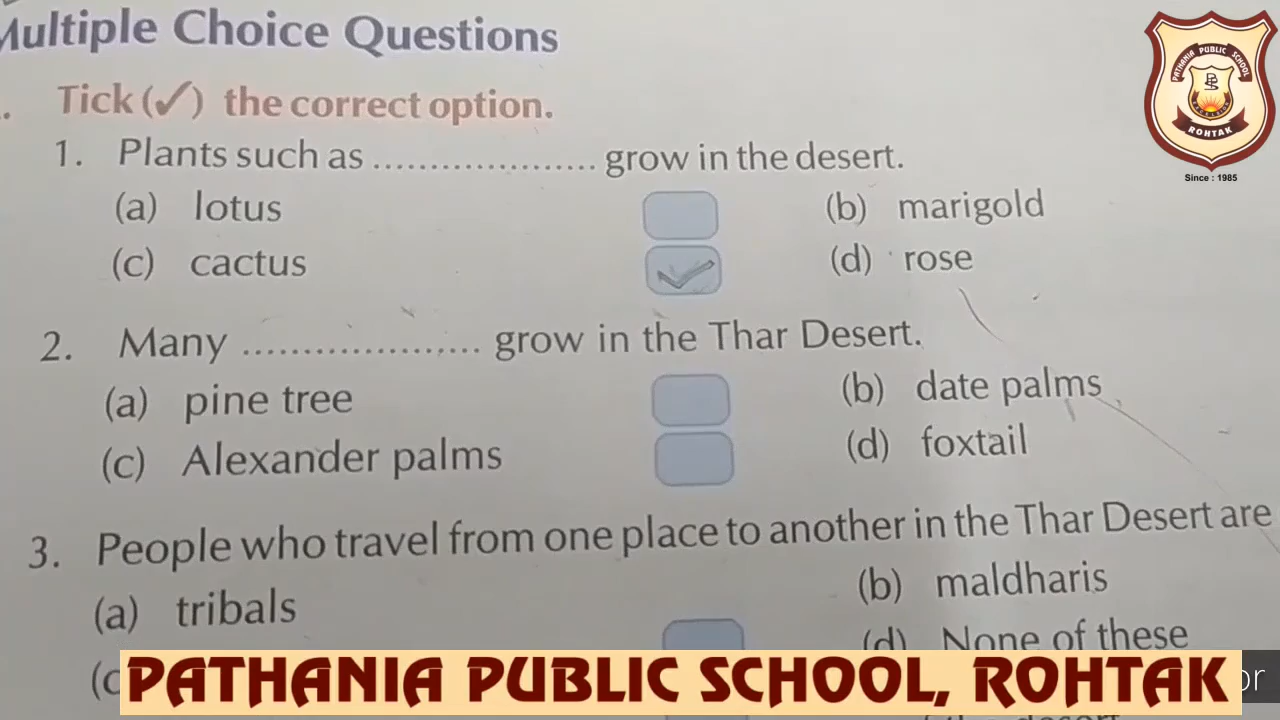 Multiple Choice Questions
Tick (✓) the correct option.
1. Plants such as .................... grow in the desert.
(a) lotus (b) marigold
(c) cactus (d) rose
2. Many .................... grow in the Thar Desert.
(a) pine tree (b) date palms
(c) Alexander palms (d) foxtail
3. People who travel from one place to another in the Thar Desert are
(a) tribals (b) maldharis
(d) None of these
PATHANIA PUBLIC SCHOOL, ROHTAK
PATHANIA PUBLIC SCHOOL
ROHTAK
Since : 1985